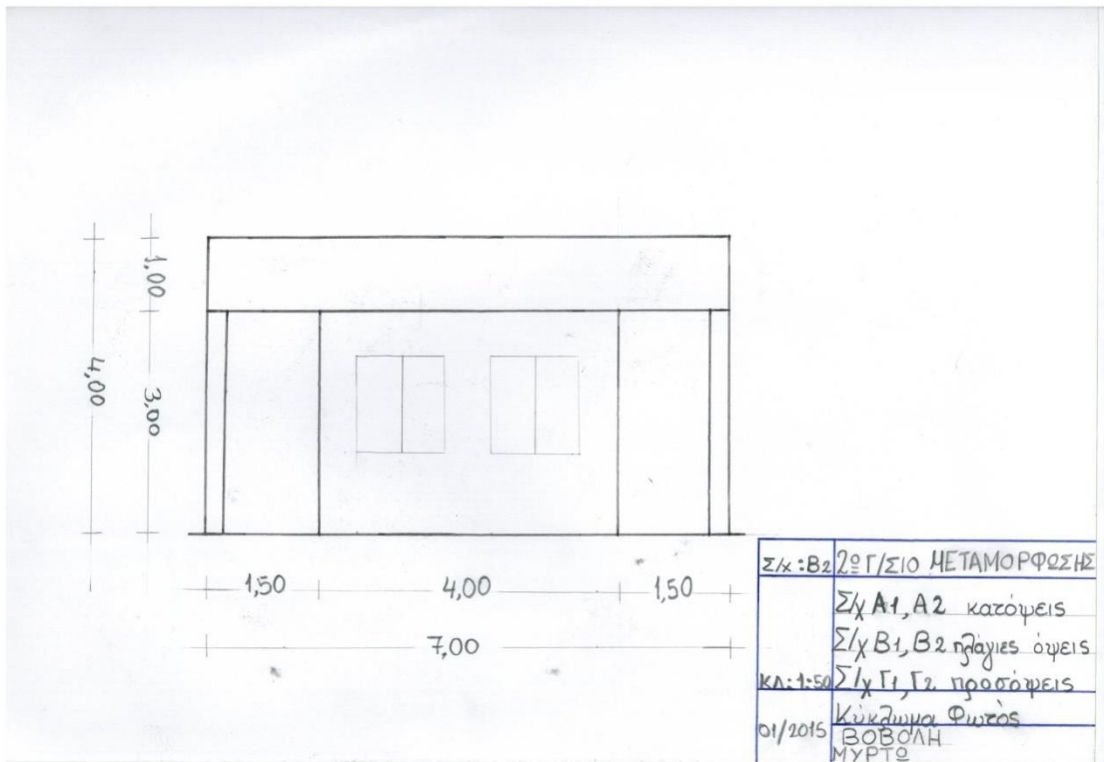 1,00
4,00
3,00
1,50 4,00 1,50
7,00
Σ/χ:Β2 2º Γ/ΣΙΟ ΜΕΤΑΜΟΡΦΩΣΗΣ
Σ/χ Α1, Α2 κατόψεις
Σ/χ Β1, Β2 πλάγιες όψεις
ΚΛ:1:50 Σ/χ Γ1, Γ2 προσόψεις
Κύκλωμα Φωτός
01/2015 ΒΟΒΟΛΗ
ΜΥΡΤΩ